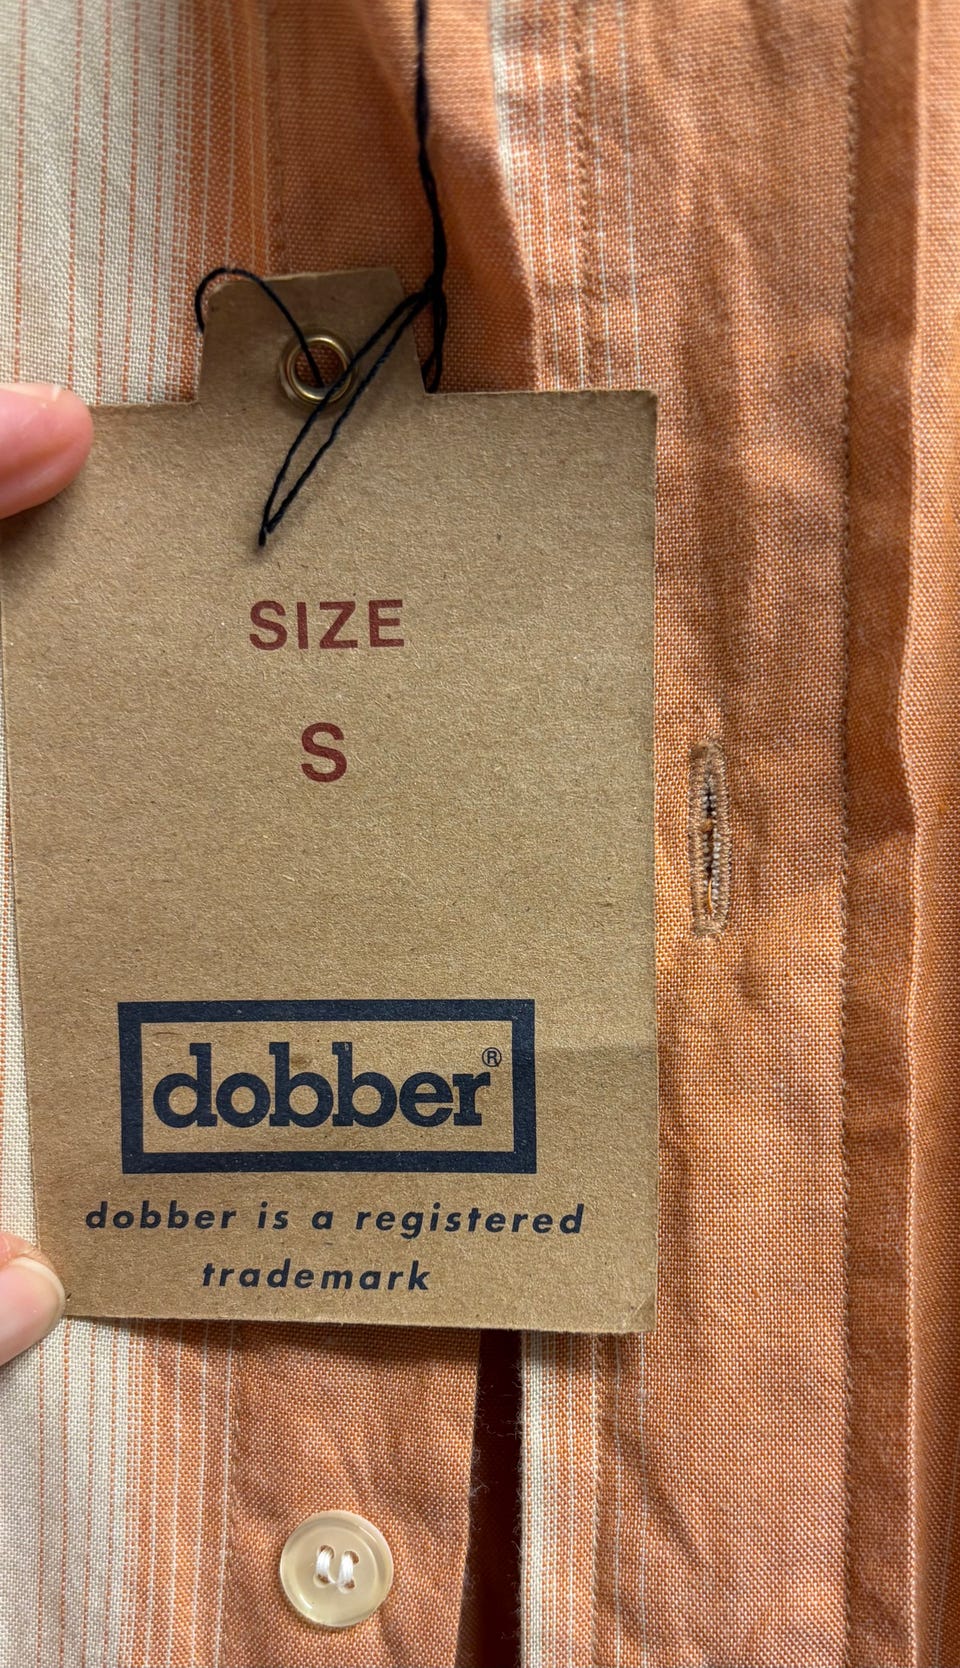 SIZE
S
dobber®
dobber is a registered
trademark